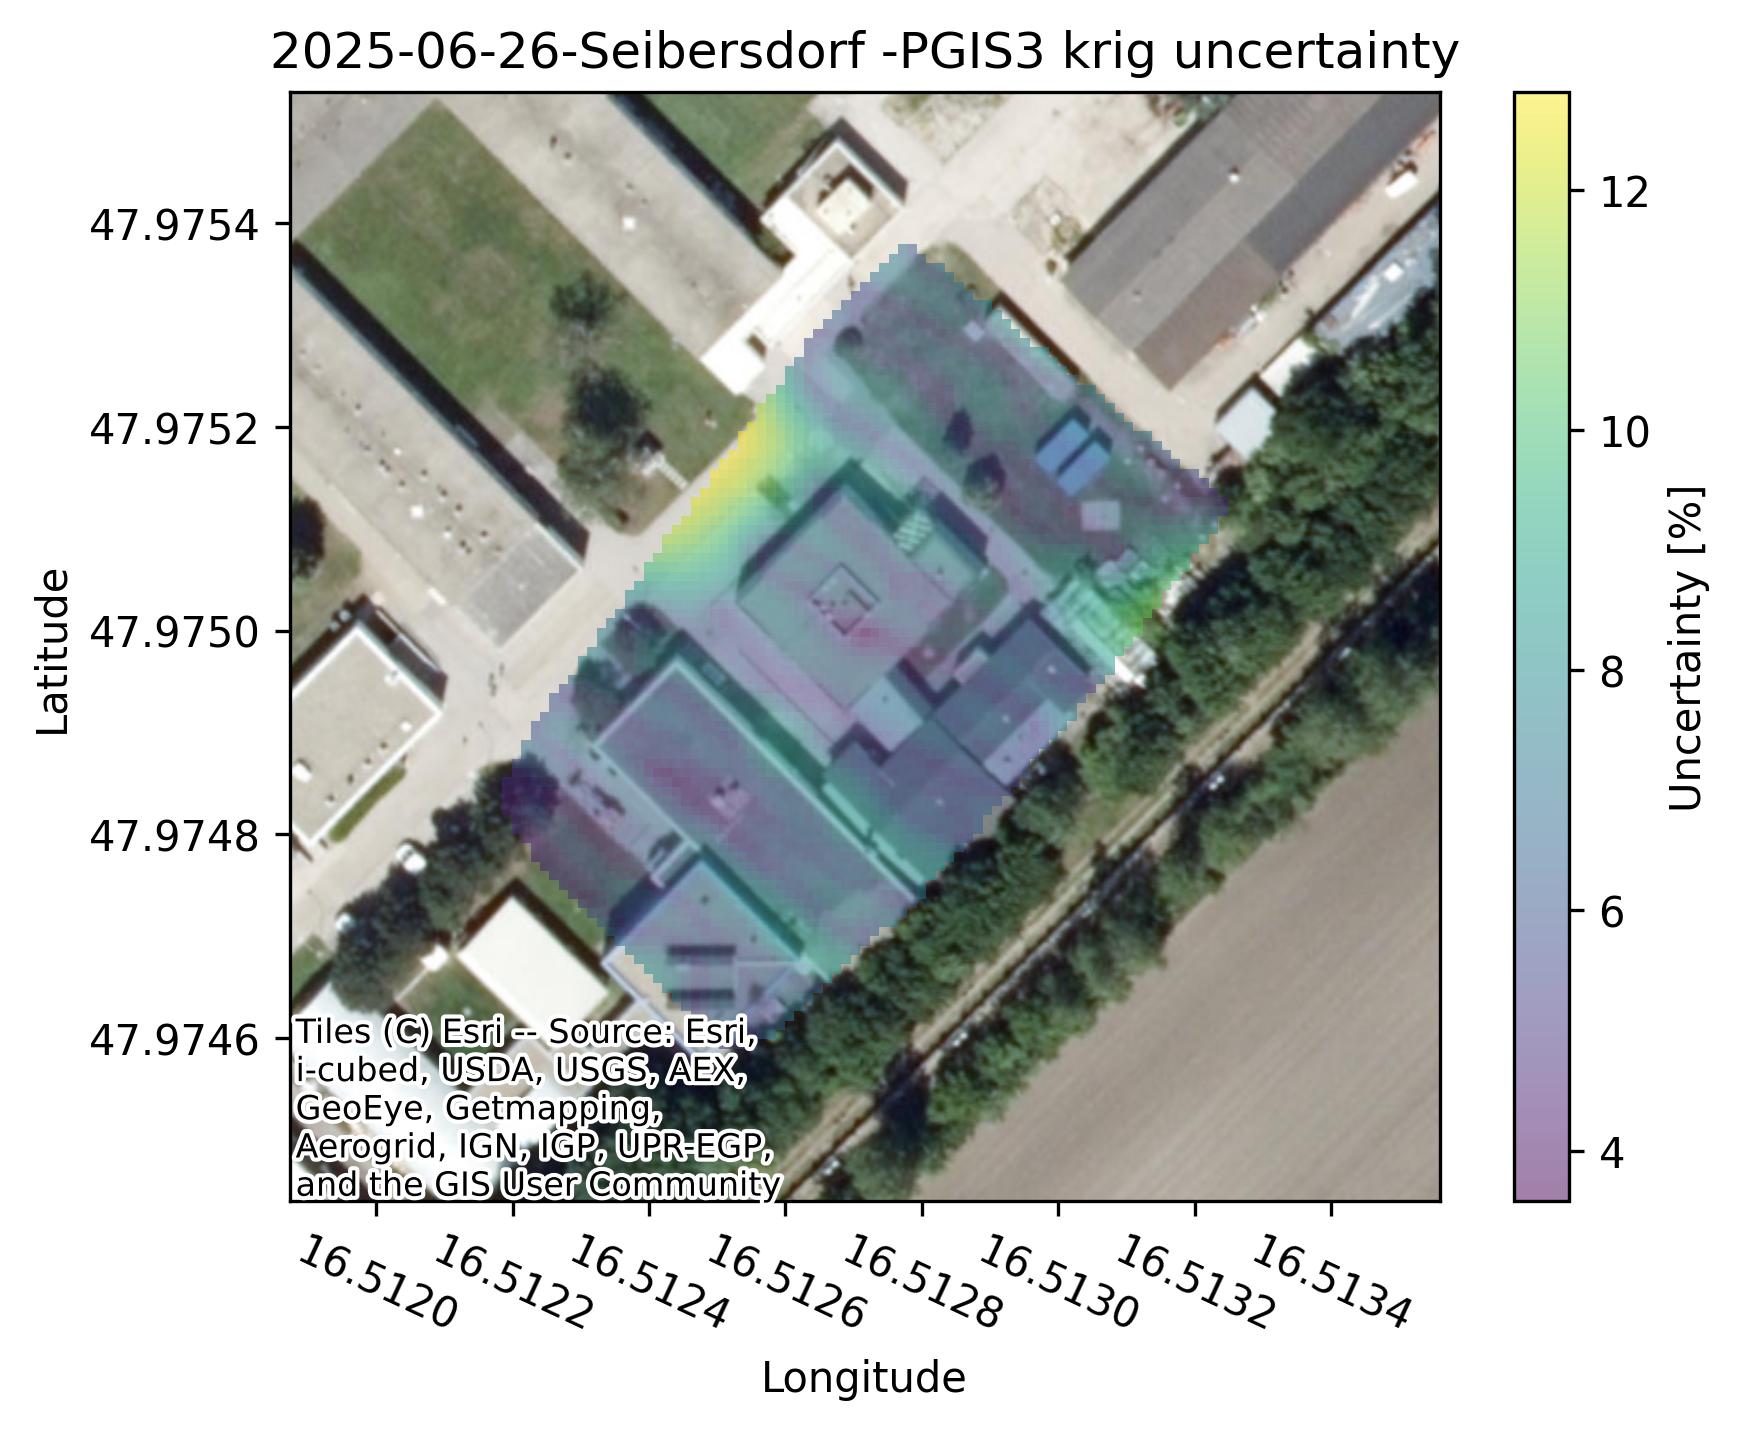 2025-06-26-Seibersdorf -PGIS3 krig uncertainty
47.9754
47.9752
47.9750
47.9748
47.9746
Latitude
Tiles (C) Esri -- Source: Esri,
i-cubed, USDA, USGS, AEX,
GeoEye, Getmapping,
Aerogrid, IGN, IGP, UPR-EGP,
and the GIS User Community
16.5120
16.5122
16.5124
16.5126
16.5128
16.5130
16.5132
16.5134
Longitude
12
10
8
6
4
Uncertainty [%]